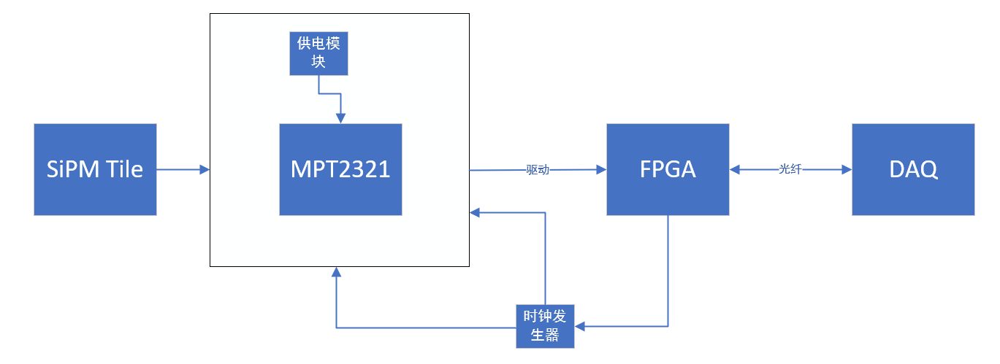 供电模
块
SiPM Tile
MPT2321
驱动
FPGA
光纤
DAQ
时钟发
生器